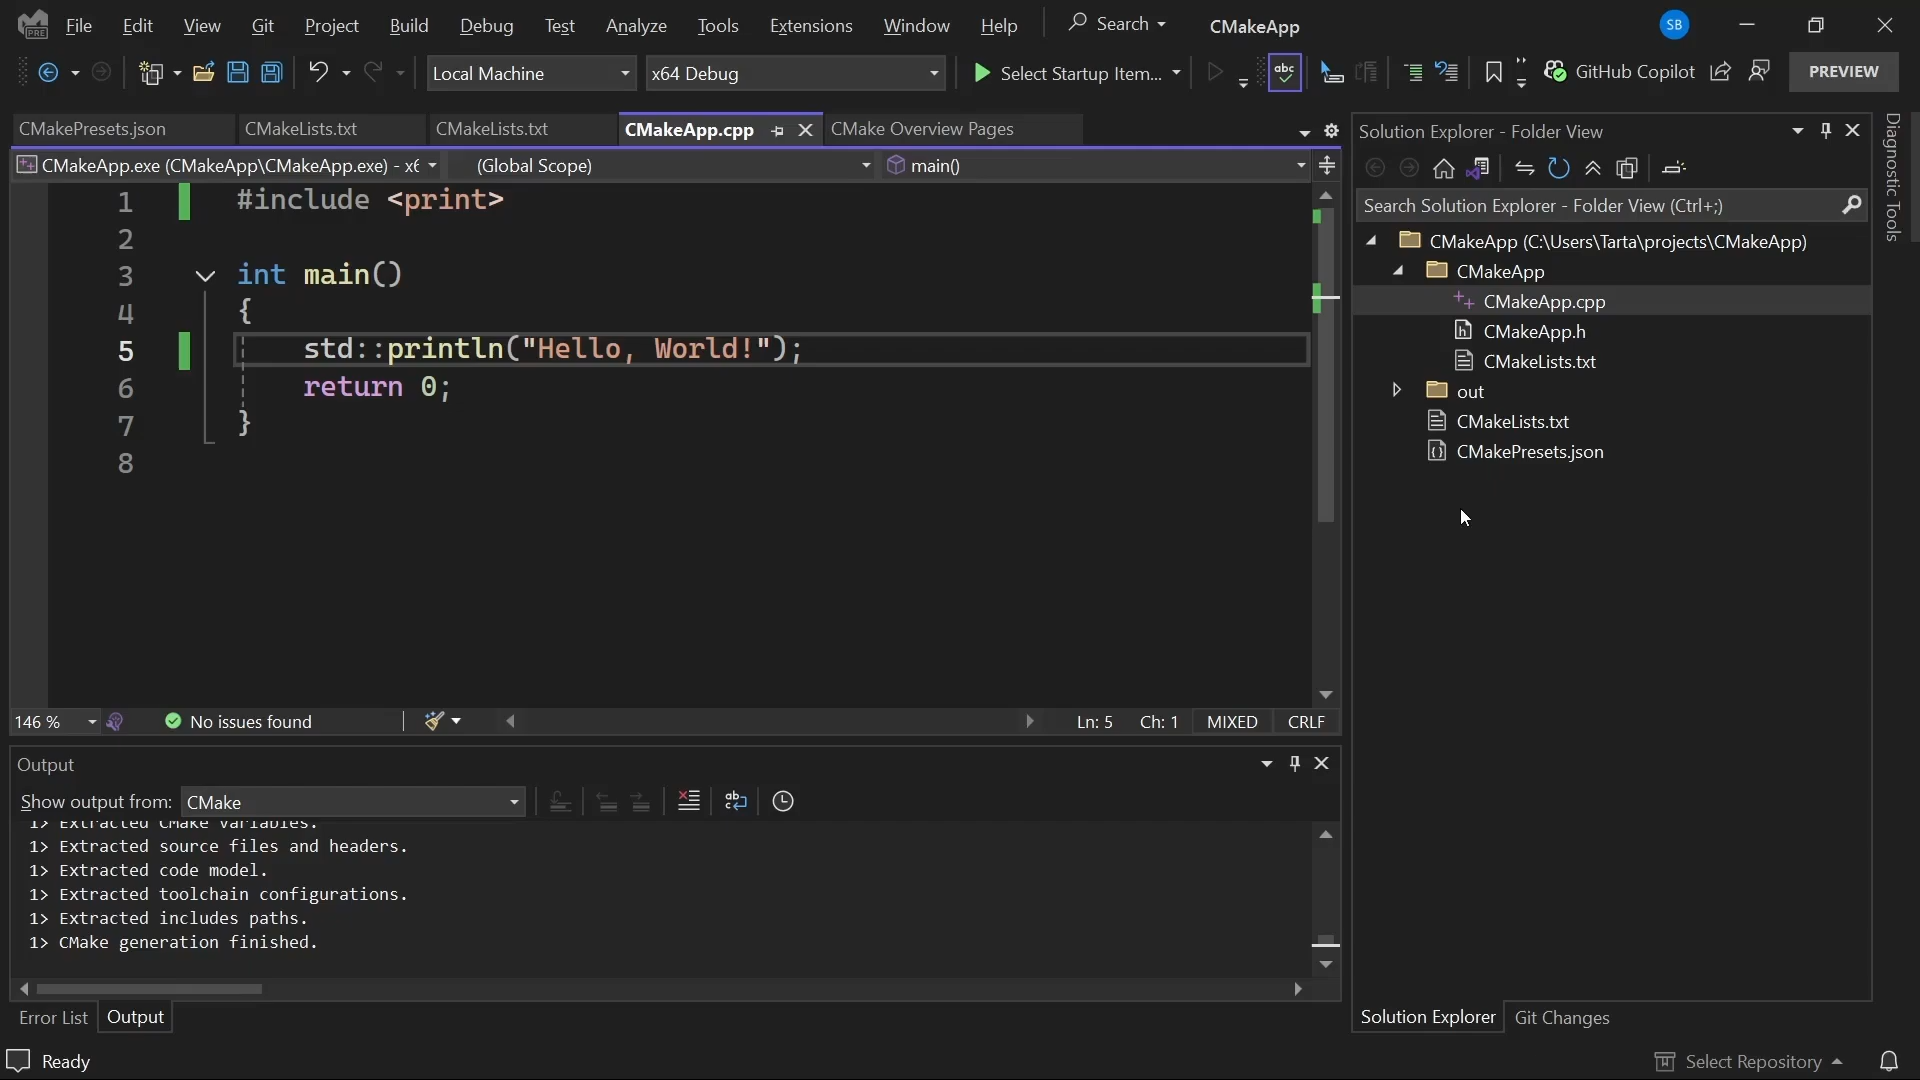 PRE File Edit View Git Project Build Debug Test Analyze Tools Extensions Window Help Search CMakeApp SB
Local Machine x64 Debug Select Startup Item... abc GitHub Copilot PREVIEW
CMakePresets.json CMakeLists.txt CMakeLists.txt CMakeApp.cpp CMake Overview Pages
CMakeApp.exe (CMakeApp\CMakeApp.exe) - x6 (Global Scope) main()
1 #include <print>
2
3 int main()
4 {
5 std::println("Hello, World!");
6 return 0;
7 }
8
146 % No issues found Ln: 5 Ch: 1 MIXED CRLF
Output
Show output from: CMake
1> Extracted CMake variables.
1> Extracted source files and headers.
1> Extracted code model.
1> Extracted toolchain configurations.
1> Extracted includes paths.
1> CMake generation finished.
Error List Output
Ready
Solution Explorer - Folder View
Search Solution Explorer - Folder View (Ctrl+;)
CMakeApp (C:\Users\Tarta\projects\CMakeApp)
CMakeApp
CMakeApp.cpp
CMakeApp.h
CMakeLists.txt
out
CMakeLists.txt
CMakePresets.json
Solution Explorer Git Changes
Select Repository
Diagnostic Tools